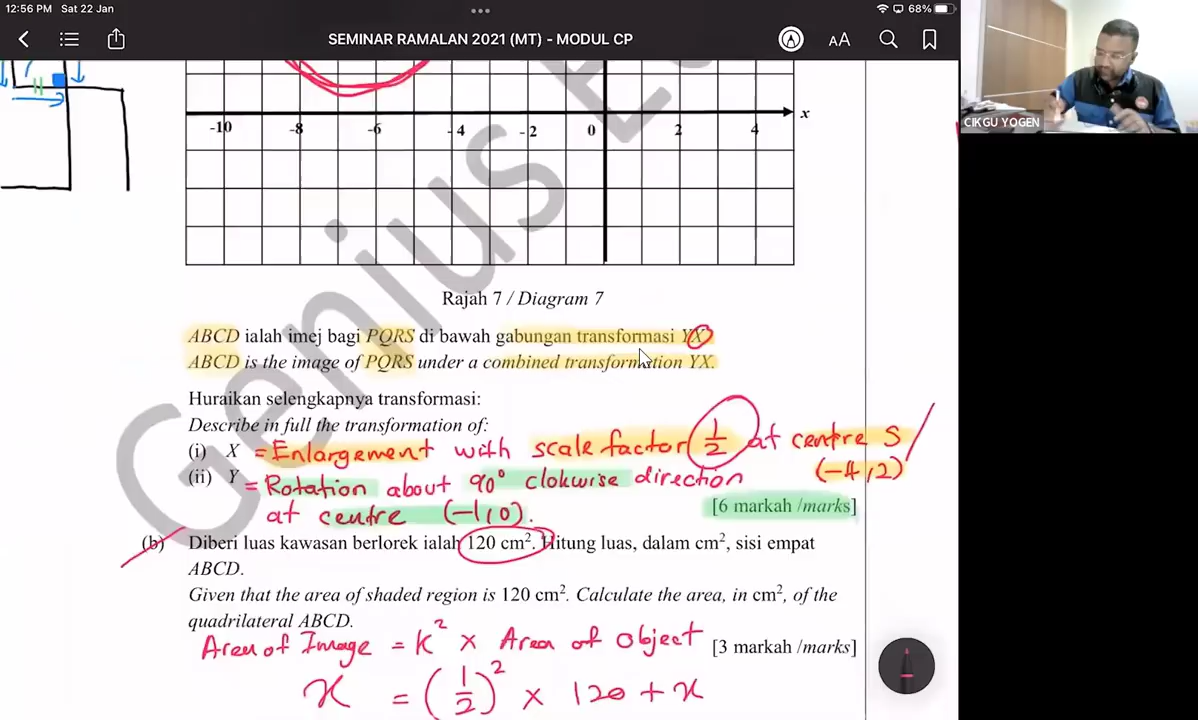 12:56 PM Sat 22 Jan
68%
SEMINAR RAMALAN 2021 (MT) - MODUL CP
AA
CIKGU YOGEN
x
-10 -8 -6 -4 -2 0 2 4
Genius E
Rajah 7 / Diagram 7
ABCD ialah imej bagi PQRS di bawah gabungan transformasi YX
ABCD is the image of PQRS under a combined transformation YX.
Huraikan selengkapnya transformasi:
Describe in full the transformation of:
(i) X = Enlargement with scale factor 1/2 at centre S
(-4,2)
(ii) Y = Rotation about 90° clokwise direction
at centre (-1,0).
[6 markah /marks]
(b) Diberi luas kawasan berlorek ialah 120 cm². Hitung luas, dalam cm², sisi empat
ABCD.
Given that the area of shaded region is 120 cm². Calculate the area, in cm², of the
quadrilateral ABCD.
Area of Image = K² × Area of Object
[3 markah /marks]
x = (1/2)² × 120 + x